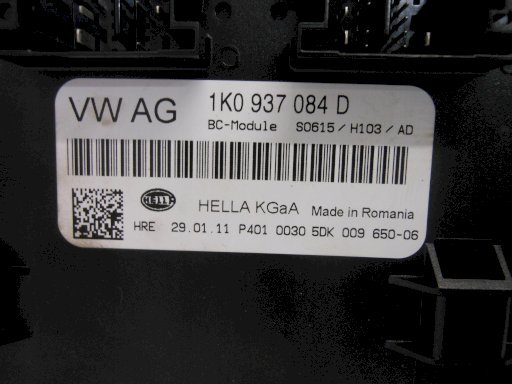 VW AG 1K0 937 084 D
BC-Module S0615/H103/AD
HELLA
HELLA KGaA Made in Romania
HRE 29.01.11 P401 0030 5DK 009 650-06